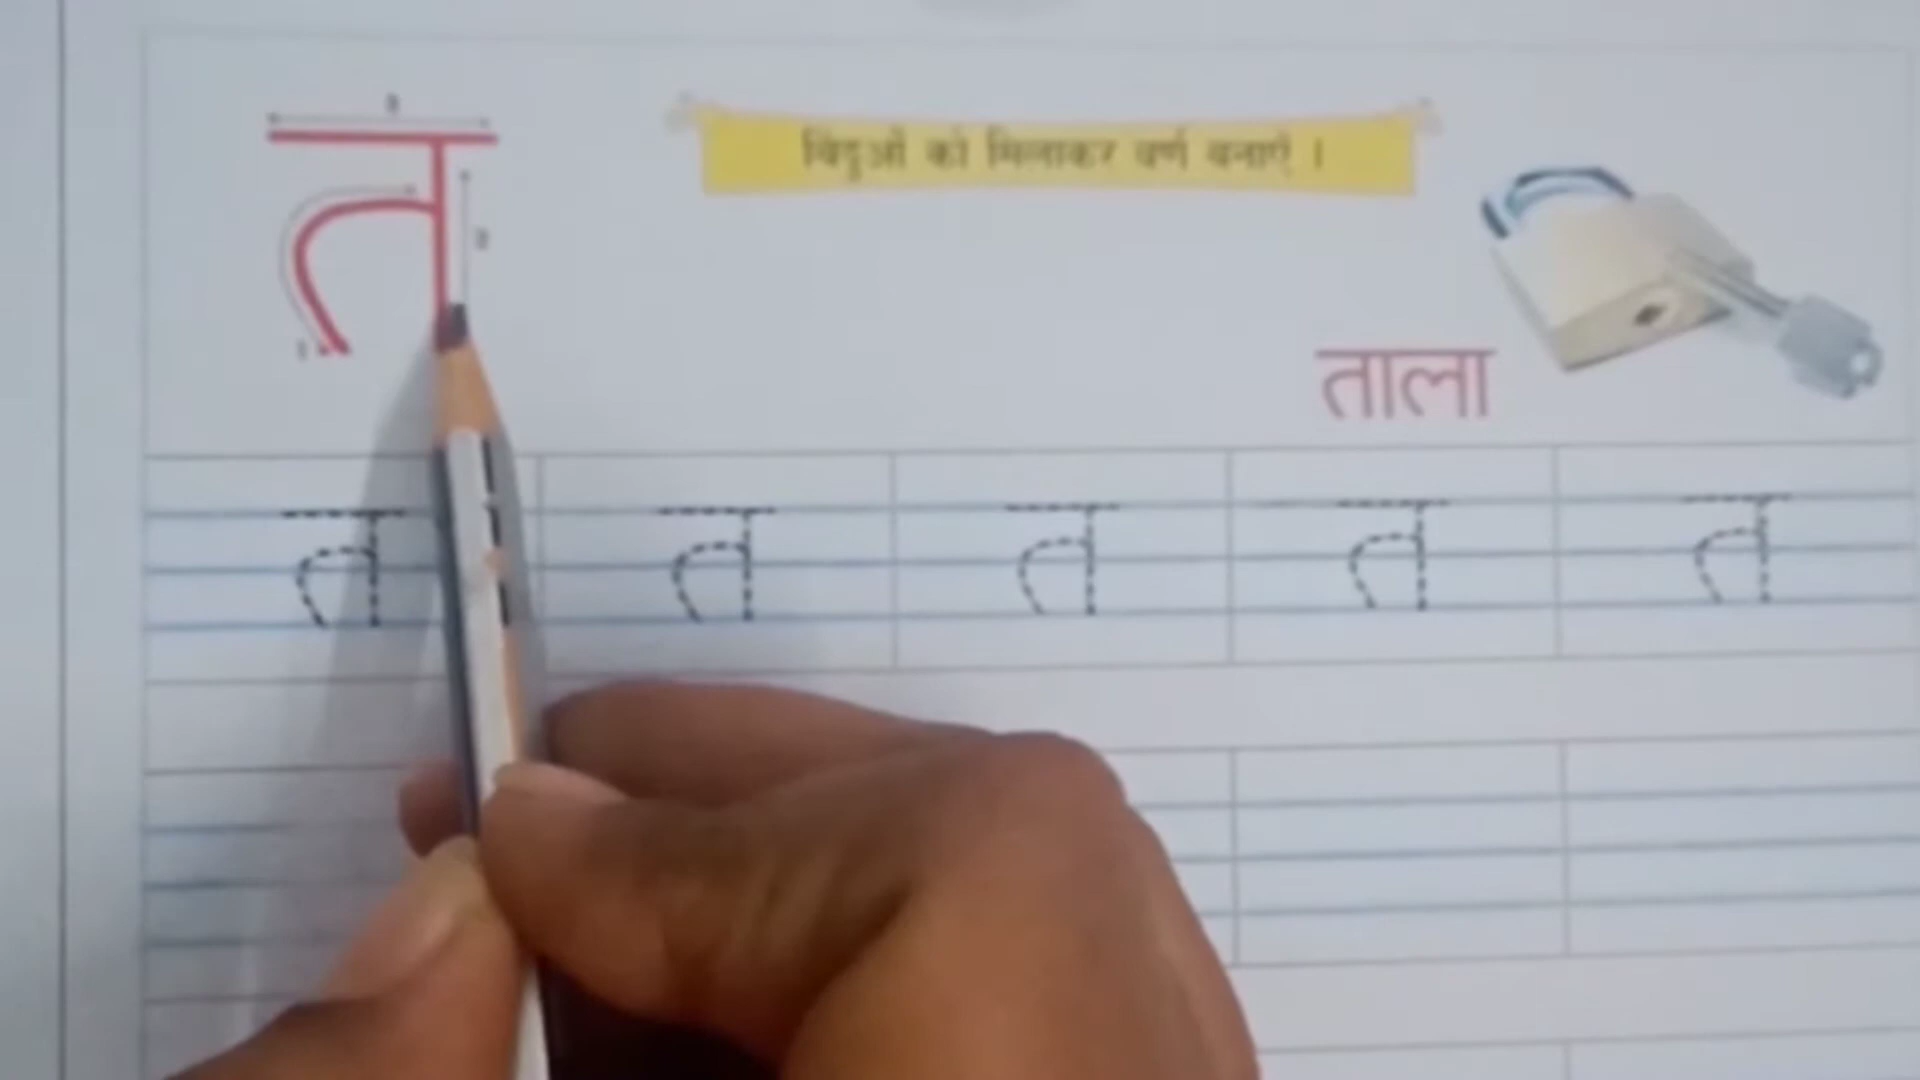 त
बिंदुओं को मिलाकर वर्ण बनाएँ ।
ताला
त त त त त